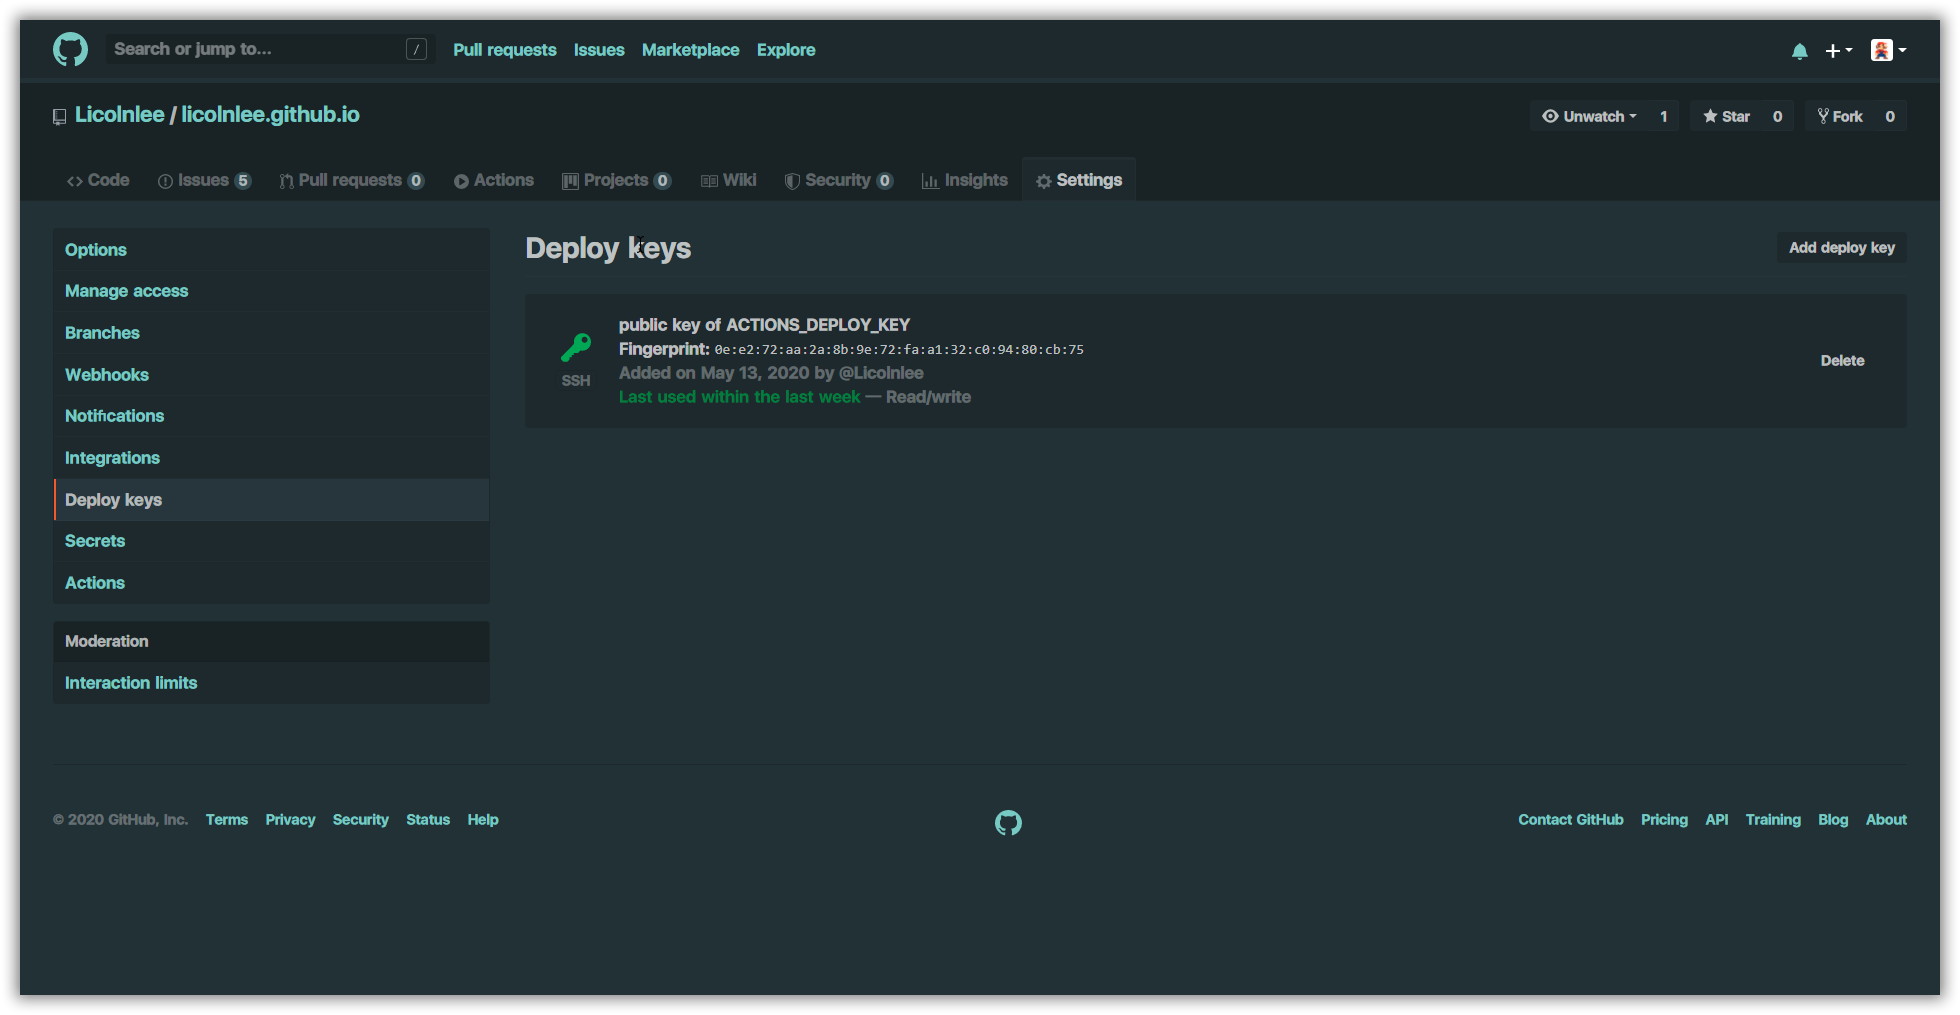 Search or jump to... / Pull requests Issues Marketplace Explore
Licolnlee / licolnlee.github.io Unwatch 1 Star 0 Fork 0
Code Issues 5 Pull requests 0 Actions Projects 0 Wiki Security 0 Insights Settings
Options
Manage access
Branches
Webhooks
Notifications
Integrations
Deploy keys
Secrets
Actions
Moderation
Interaction limits
Deploy keys Add deploy key
public key of ACTIONS_DEPLOY_KEY
Fingerprint: 0e:e2:72:aa:2a:8b:9e:72:fa:a1:32:c0:94:80:cb:75
Added on May 13, 2020 by @Licolnlee
Last used within the last week — Read/write
SSH
Delete
© 2020 GitHub, Inc. Terms Privacy Security Status Help Contact GitHub Pricing API Training Blog About